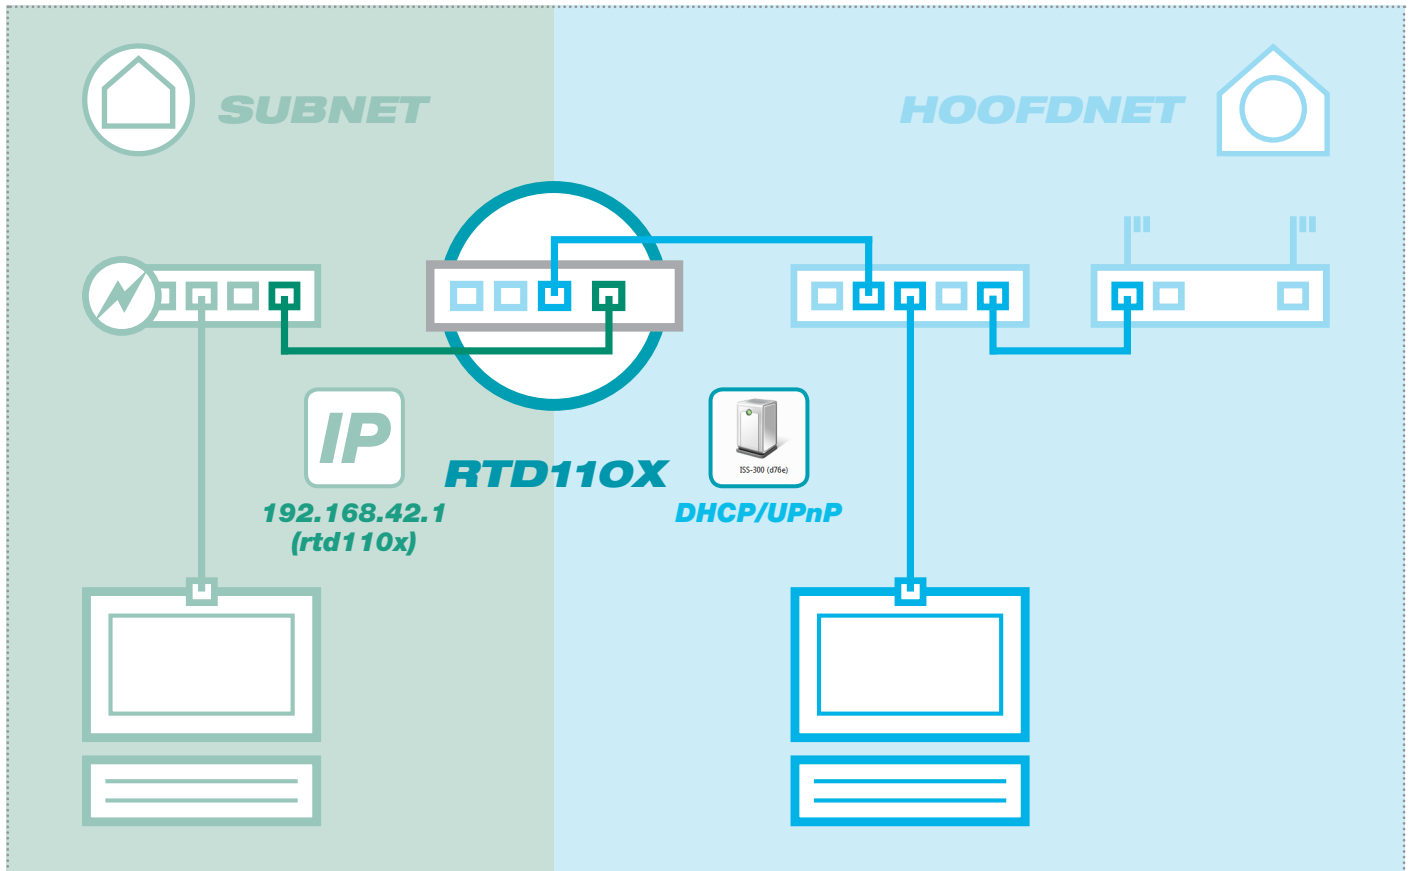 SUBNET
HOOFDNET
IP
192.168.42.1
(rtd110x)
RTD110X
ISS-300 (d76e)
DHCP/UPnP